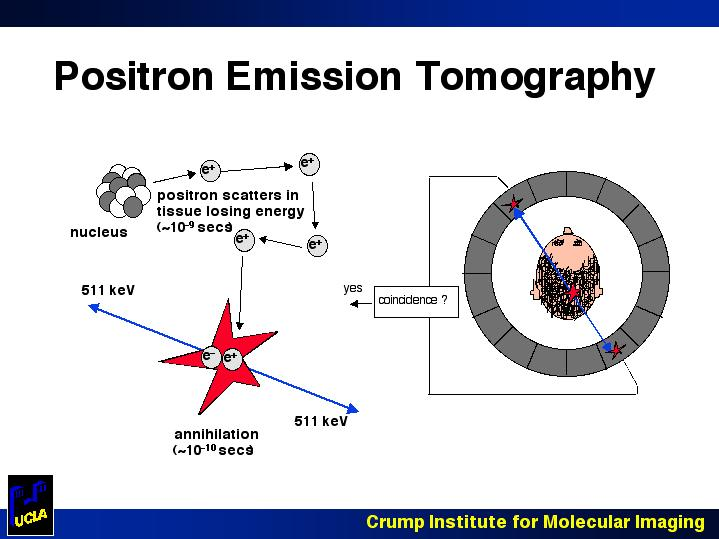 Positron Emission Tomography
e⁺
e⁺
positron scatters in
tissue losing energy
(~10⁻⁹ secs)
nucleus
e⁺
e⁺
511 keV
yes
coincidence ?
e⁻
e⁺
511 keV
annihilation
(~10⁻¹⁰ secs)
UCLA
Crump Institute for Molecular Imaging